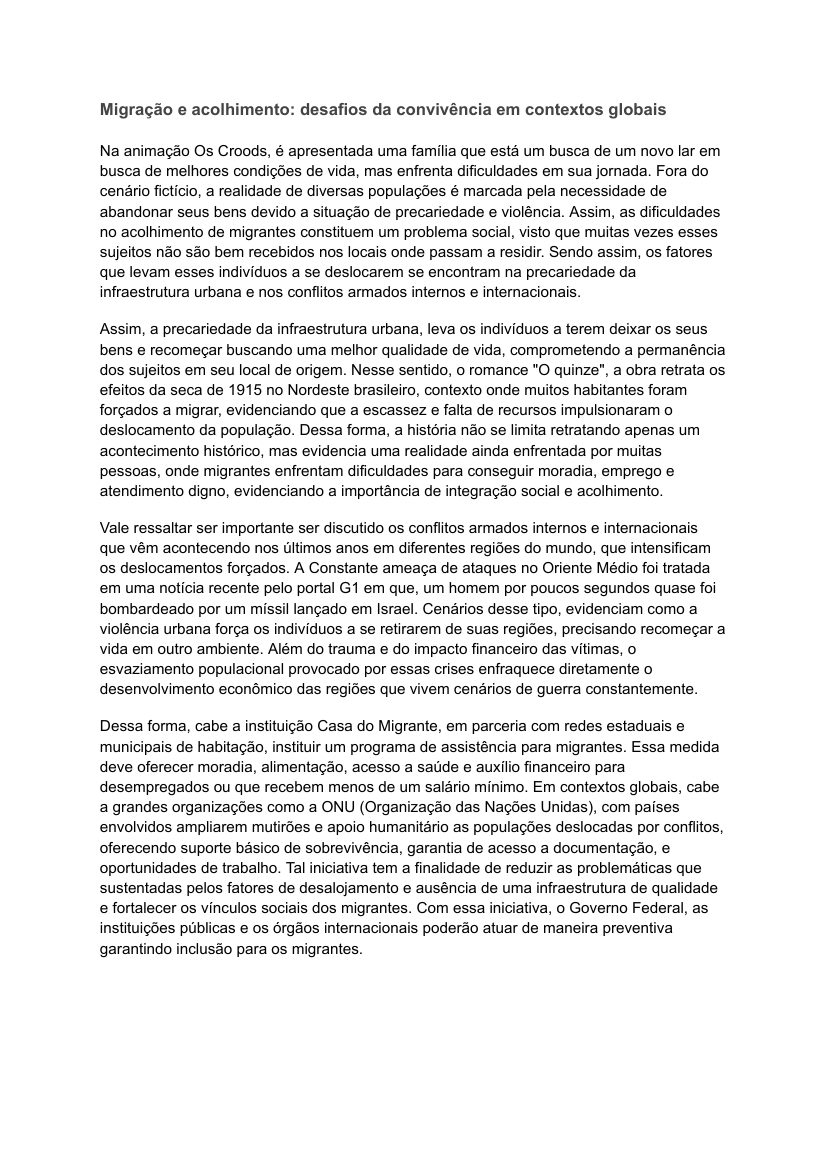 Migração e acolhimento: desafios da convivência em contextos globais
Na animação Os Croods, é apresentada uma família que está um busca de um novo lar em
busca de melhores condições de vida, mas enfrenta dificuldades em sua jornada. Fora do
cenário fictício, a realidade de diversas populações é marcada pela necessidade de
abandonar seus bens devido a situação de precariedade e violência. Assim, as dificuldades
no acolhimento de migrantes constituem um problema social, visto que muitas vezes esses
sujeitos não são bem recebidos nos locais onde passam a residir. Sendo assim, os fatores
que levam esses indivíduos a se deslocarem se encontram na precariedade da
infraestrutura urbana e nos conflitos armados internos e internacionais.
Assim, a precariedade da infraestrutura urbana, leva os indivíduos a terem deixar os seus
bens e recomeçar buscando uma melhor qualidade de vida, comprometendo a permanência
dos sujeitos em seu local de origem. Nesse sentido, o romance "O quinze", a obra retrata os
efeitos da seca de 1915 no Nordeste brasileiro, contexto onde muitos habitantes foram
forçados a migrar, evidenciando que a escassez e falta de recursos impulsionaram o
deslocamento da população. Dessa forma, a história não se limita retratando apenas um
acontecimento histórico, mas evidencia uma realidade ainda enfrentada por muitas
pessoas, onde migrantes enfrentam dificuldades para conseguir moradia, emprego e
atendimento digno, evidenciando a importância de integração social e acolhimento.
Vale ressaltar ser importante ser discutido os conflitos armados internos e internacionais
que vêm acontecendo nos últimos anos em diferentes regiões do mundo, que intensificam
os deslocamentos forçados. A Constante ameaça de ataques no Oriente Médio foi tratada
em uma notícia recente pelo portal G1 em que, um homem por poucos segundos quase foi
bombardeado por um míssil lançado em Israel. Cenários desse tipo, evidenciam como a
violência urbana força os indivíduos a se retirarem de suas regiões, precisando recomeçar a
vida em outro ambiente. Além do trauma e do impacto financeiro das vítimas, o
esvaziamento populacional provocado por essas crises enfraquece diretamente o
desenvolvimento econômico das regiões que vivem cenários de guerra constantemente.
Dessa forma, cabe a instituição Casa do Migrante, em parceria com redes estaduais e
municipais de habitação, instituir um programa de assistência para migrantes. Essa medida
deve oferecer moradia, alimentação, acesso a saúde e auxílio financeiro para
desempregados ou que recebem menos de um salário mínimo. Em contextos globais, cabe
a grandes organizações como a ONU (Organização das Nações Unidas), com países
envolvidos ampliarem mutirões e apoio humanitário as populações deslocadas por conflitos,
oferecendo suporte básico de sobrevivência, garantia de acesso a documentação, e
oportunidades de trabalho. Tal iniciativa tem a finalidade de reduzir as problemáticas que
sustentadas pelos fatores de desalojamento e ausência de uma infraestrutura de qualidade
e fortalecer os vínculos sociais dos migrantes. Com essa iniciativa, o Governo Federal, as
instituições públicas e os órgãos internacionais poderão atuar de maneira preventiva
garantindo inclusão para os migrantes.